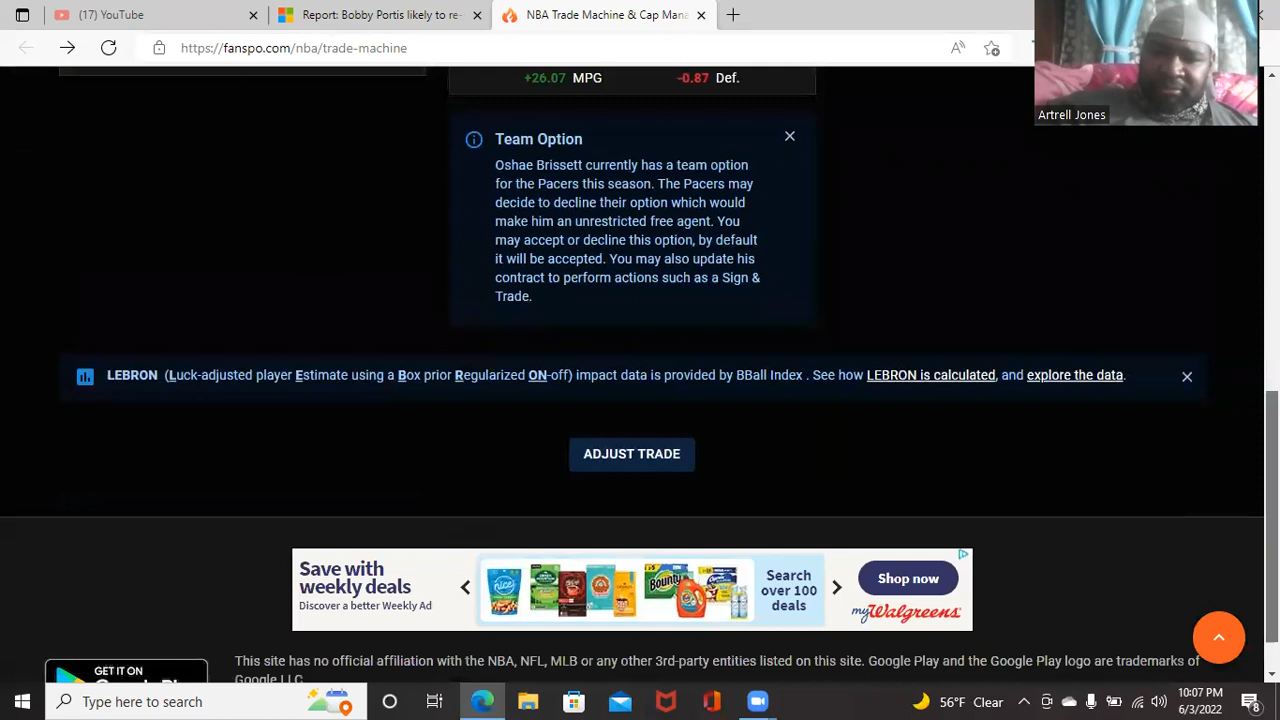 (17) YouTube
Report: Bobby Portis likely to re-
NBA Trade Machine & Cap Mana
https://fanspo.com/nba/trade-machine
Artrell Jones
+26.07 MPG
-0.87 Def.
Team Option
Oshae Brissett currently has a team option
for the Pacers this season. The Pacers may
decide to decline their option which would
make him an unrestricted free agent. You
may accept or decline this option, by default
it will be accepted. You may also update his
contract to perform actions such as a Sign &
Trade.
LEBRON (Luck-adjusted player Estimate using a Box prior Regularized ON-off) impact data is provided by BBall Index . See how LEBRON is calculated, and explore the data.
ADJUST TRADE
Save with
weekly deals
Discover a better Weekly Ad
nice
Bounty
Search
over 100
deals
Shop now
myWalgreens
GET IT ON
This site has no official affiliation with the NBA, NFL, MLB or any other 3rd-party entities listed on this site. Google Play and the Google Play logo are trademarks of
Google LLC
Type here to search
56°F Clear
10:07 PM
6/3/2022
8